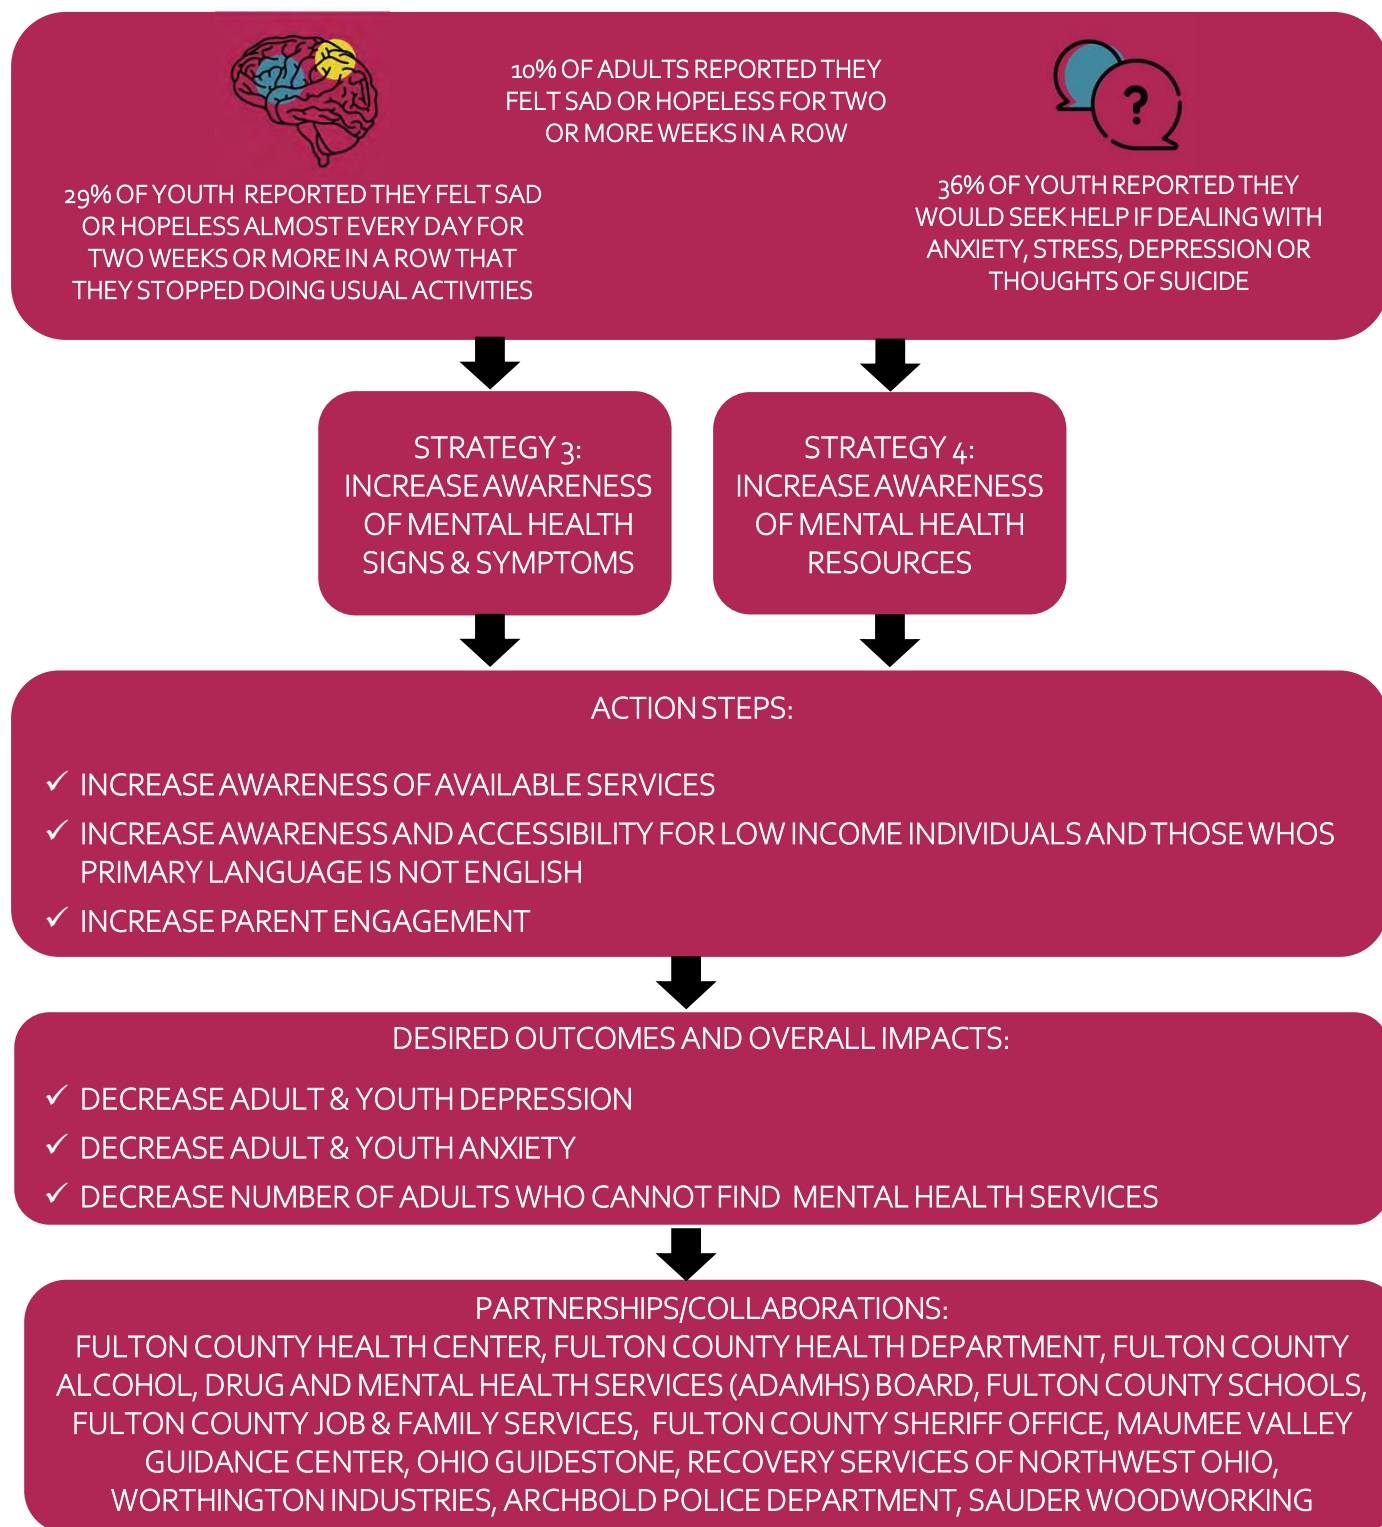 10% OF ADULTS REPORTED THEY
FELT SAD OR HOPELESS FOR TWO
OR MORE WEEKS IN A ROW
?
29% OF YOUTH REPORTED THEY FELT SAD
OR HOPELESS ALMOST EVERY DAY FOR
TWO WEEKS OR MORE IN A ROW THAT
THEY STOPPED DOING USUAL ACTIVITIES
36% OF YOUTH REPORTED THEY
WOULD SEEK HELP IF DEALING WITH
ANXIETY, STRESS, DEPRESSION OR
THOUGHTS OF SUICIDE
STRATEGY 3:
INCREASE AWARENESS
OF MENTAL HEALTH
SIGNS & SYMPTOMS
STRATEGY 4:
INCREASE AWARENESS
OF MENTAL HEALTH
RESOURCES
ACTION STEPS:
✓ INCREASE AWARENESS OF AVAILABLE SERVICES
✓ INCREASE AWARENESS AND ACCESSIBILITY FOR LOW INCOME INDIVIDUALS AND THOSE WHOS
PRIMARY LANGUAGE IS NOT ENGLISH
✓ INCREASE PARENT ENGAGEMENT
DESIRED OUTCOMES AND OVERALL IMPACTS:
✓ DECREASE ADULT & YOUTH DEPRESSION
✓ DECREASE ADULT & YOUTH ANXIETY
✓ DECREASE NUMBER OF ADULTS WHO CANNOT FIND MENTAL HEALTH SERVICES
PARTNERSHIPS/COLLABORATIONS:
FULTON COUNTY HEALTH CENTER, FULTON COUNTY HEALTH DEPARTMENT, FULTON COUNTY
ALCOHOL, DRUG AND MENTAL HEALTH SERVICES (ADAMHS) BOARD, FULTON COUNTY SCHOOLS,
FULTON COUNTY JOB & FAMILY SERVICES, FULTON COUNTY SHERIFF OFFICE, MAUMEE VALLEY
GUIDANCE CENTER, OHIO GUIDESTONE, RECOVERY SERVICES OF NORTHWEST OHIO,
WORTHINGTON INDUSTRIES, ARCHBOLD POLICE DEPARTMENT, SAUDER WOODWORKING